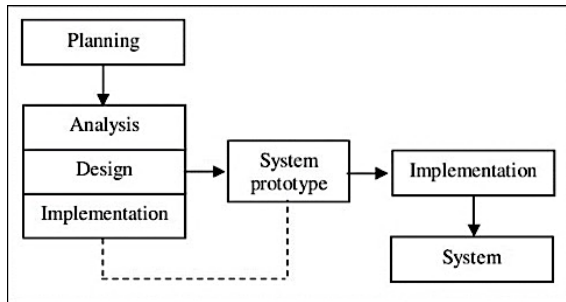 Planning
Analysis
Design
Implementation
System
prototype
Implementation
System